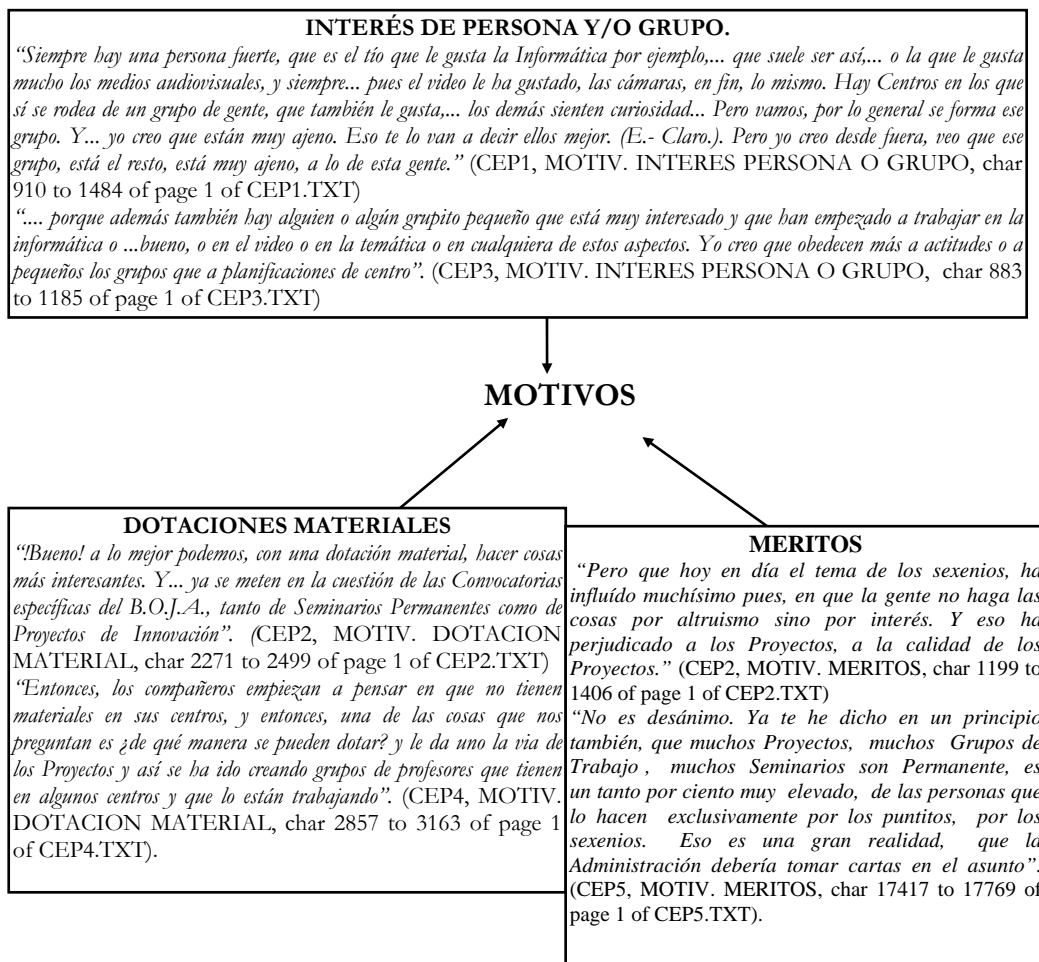 INTERÉS DE PERSONA Y/O GRUPO.
“Siempre hay una persona fuerte, que es el tío que le gusta la Informática por ejemplo,... que suele ser así,... o la que le gusta
mucho los medios audiovisuales, y siempre... pues el video le ha gustado, las cámaras, en fin, lo mismo. Hay Centros en los que
sí se rodea de un grupo de gente, que también le gusta,... los demás sienten curiosidad... Pero vamos, por lo general se forma ese
grupo. Y... yo creo que están muy ajeno. Eso te lo van a decir ellos mejor. (E.- Claro.). Pero yo creo desde fuera, veo que ese
grupo, está el resto, está muy ajeno, a lo de esta gente.” (CEP1, MOTIV. INTERES PERSONA O GRUPO, char
910 to 1484 of page 1 of CEP1.TXT)
“.... porque además también hay alguien o algún grupito pequeño que está muy interesado y que han empezado a trabajar en la
informática o ...bueno, o en el video o en la temática o en cualquiera de estos aspectos. Yo creo que obedecen más a actitudes o a
pequeños los grupos que a planificaciones de centro”. (CEP3, MOTIV. INTERES PERSONA O GRUPO, char 883
to 1185 of page 1 of CEP3.TXT)
MOTIVOS
DOTACIONES MATERIALES
“!Bueno! a lo mejor podemos, con una dotación material, hacer cosas
más interesantes. Y... ya se meten en la cuestión de las Convocatorias
específicas del B.O.J.A., tanto de Seminarios Permanentes como de
Proyectos de Innovación”. (CEP2, MOTIV. DOTACION
MATERIAL, char 2271 to 2499 of page 1 of CEP2.TXT)
“Entonces, los compañeros empiezan a pensar en que no tienen
materiales en sus centros, y entonces, una de las cosas que nos
preguntan es ¿de qué manera se pueden dotar? y le da uno la via de
los Proyectos y así se ha ido creando grupos de profesores que tienen
en algunos centros y que lo están trabajando”. (CEP4, MOTIV.
DOTACION MATERIAL, char 2857 to 3163 of page 1
of CEP4.TXT).
MERITOS
“Pero que hoy en día el tema de los sexenios, ha
influído muchísimo pues, en que la gente no haga las
cosas por altruismo sino por interés. Y eso ha
perjudicado a los Proyectos, a la calidad de los
Proyectos.” (CEP2, MOTIV. MERITOS, char 1199 to
1406 of page 1 of CEP2.TXT)
“No es desánimo. Ya te he dicho en un principio
también, que muchos Proyectos, muchos Grupos de
Trabajo , muchos Seminarios son Permanente, es
un tanto por ciento muy elevado, de las personas que
lo hacen exclusivamente por los puntitos, por los
sexenios. Eso es una gran realidad, que la
Administración debería tomar cartas en el asunto”.
(CEP5, MOTIV. MERITOS, char 17417 to 17769 of
page 1 of CEP5.TXT).